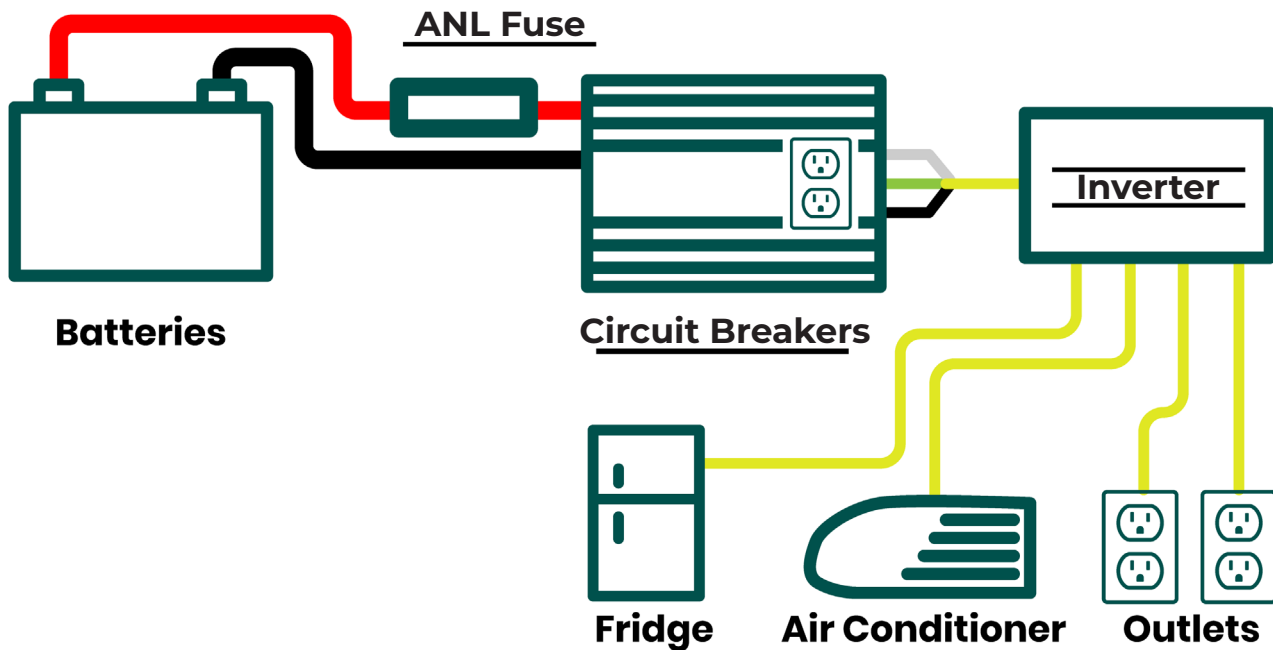 ANL Fuse
Inverter
Batteries
Circuit Breakers
Fridge
Air Conditioner
Outlets